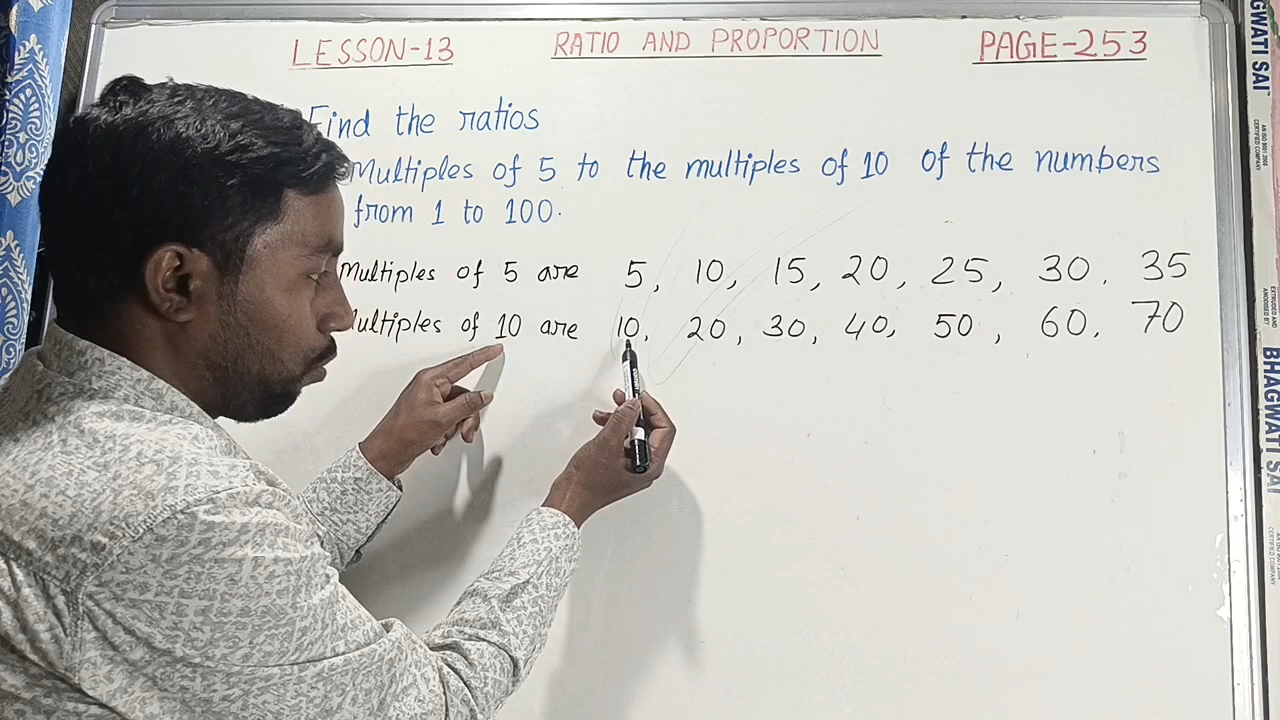 LESSON-13 RATIO AND PROPORTION PAGE-253
Find the ratios
Multiples of 5 to the multiples of 10 of the numbers
from 1 to 100.
Multiples of 5 are 5, 10, 15, 20, 25, 30, 35
Multiples of 10 are 10, 20, 30, 40, 50, 60, 70
BHAGWATI SAI